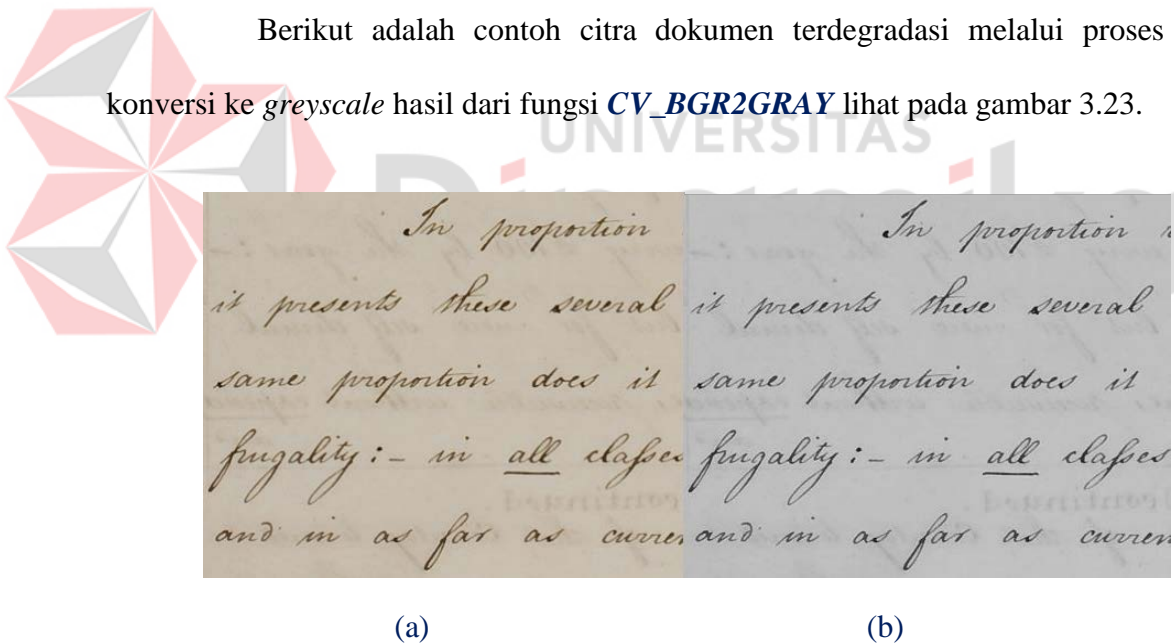 Berikut adalah contoh citra dokumen terdegradasi melalui proses
konversi ke greyscale hasil dari fungsi CV_BGR2GRAY lihat pada gambar 3.23.
UNIVERSITAS
In proportion
it presents these several
same proportion does it
frugality :- in all classes
and in as far as curren
In proportion
it presents these several
same proportion does it
frugality :- in all classes
and in as far as curren
(a)
(b)